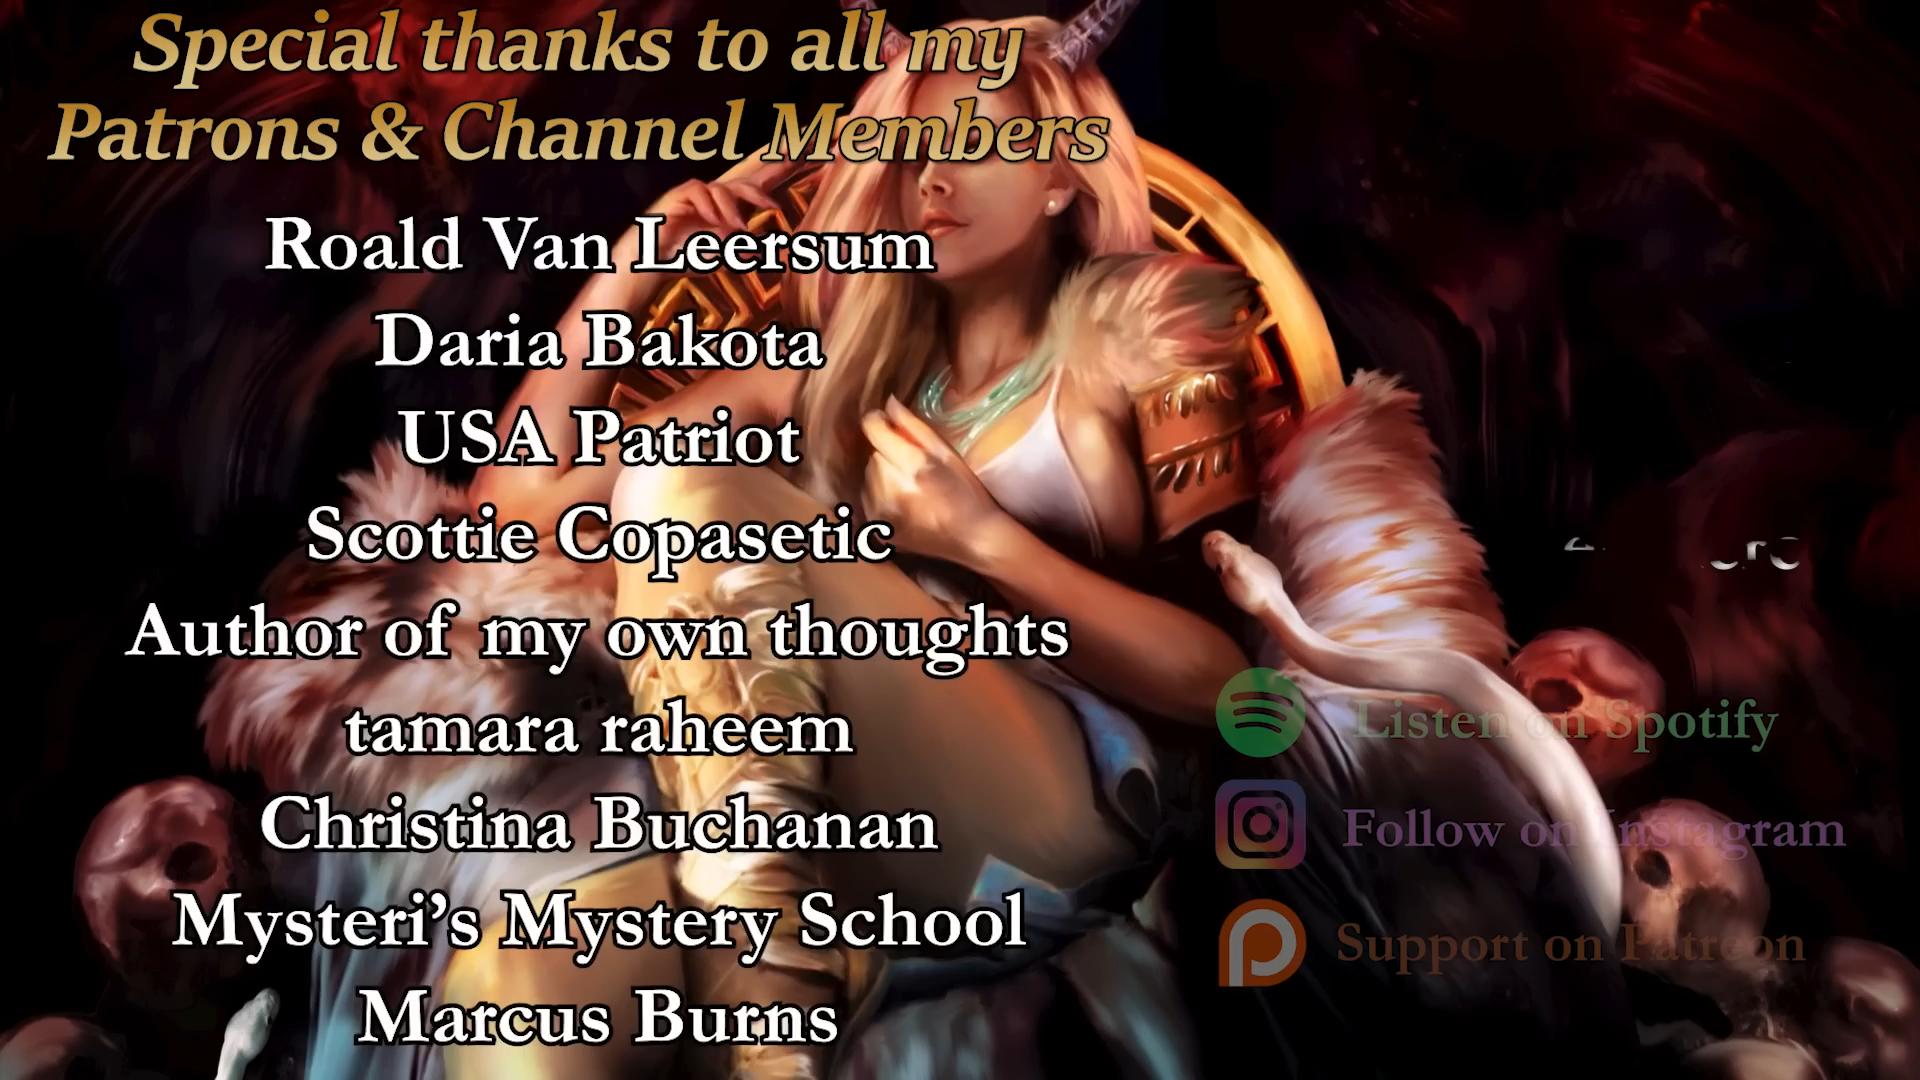 Special thanks to all my
Patrons & Channel Members
Roald Van Leersum
Daria Bakota
USA Patriot
Scottie Copasetic
Author of my own thoughts
tamara raheem
Christina Buchanan
Mysteri’s Mystery School
Marcus Burns
Listen on Spotify
Follow on Instagram
Support on Patreon